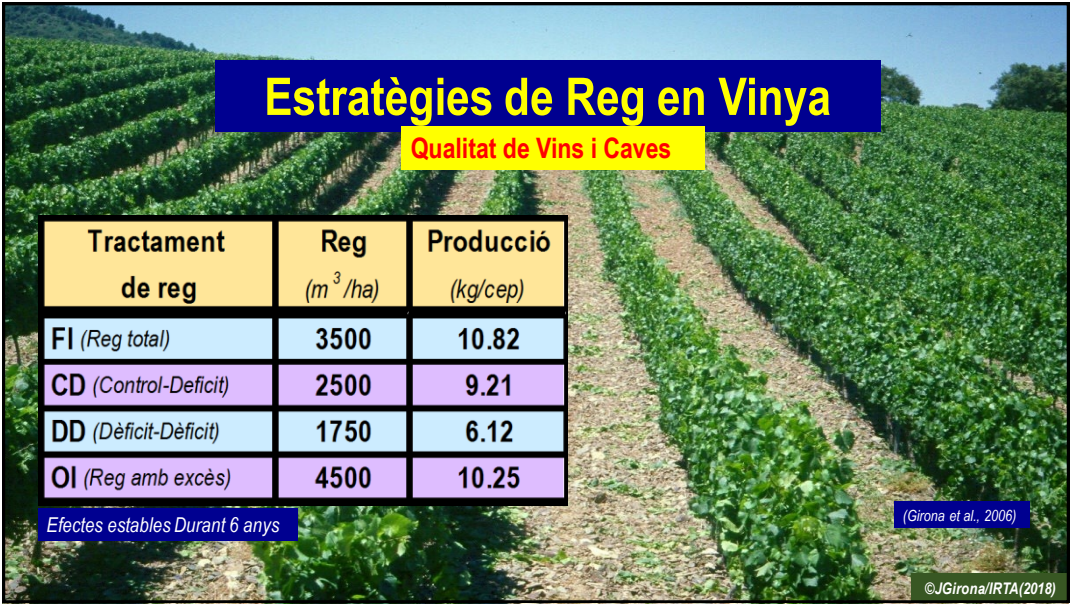 Estratègies de Reg en Vinya
Qualitat de Vins i Caves
Tractament de reg Reg (m³/ha) Producció (kg/cep)
FI (Reg total) 3500 10.82
CD (Control-Deficit) 2500 9.21
DD (Dèficit-Dèficit) 1750 6.12
OI (Reg amb excès) 4500 10.25
Efectes estables Durant 6 anys
(Girona et al., 2006)
©JGirona/IRTA(2018)